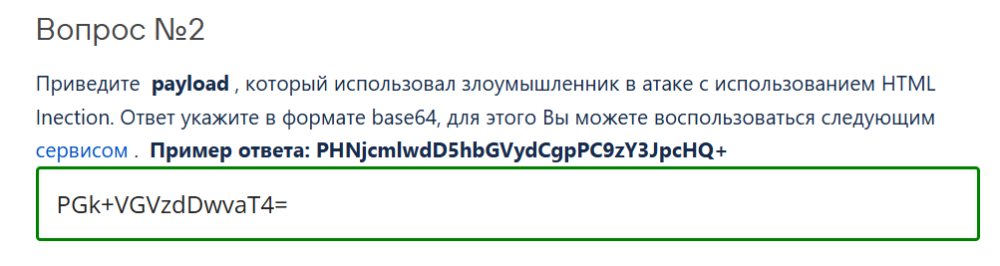 Вопрос №2
Приведите payload , который использовал злоумышленник в атаке с использованием HTML
Inection. Ответ укажите в формате base64, для этого Вы можете воспользоваться следующим
сервисом . Пример ответа: PHNjcmlwdD5hbGVydCgpPC9zY3JpcHQ+
PGk+VGVzdDwvaT4=